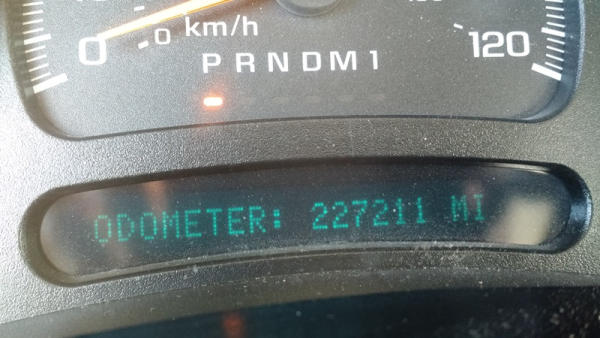 0 0 km/h 120
P R N D M 1
ODOMETER: 227211 MI